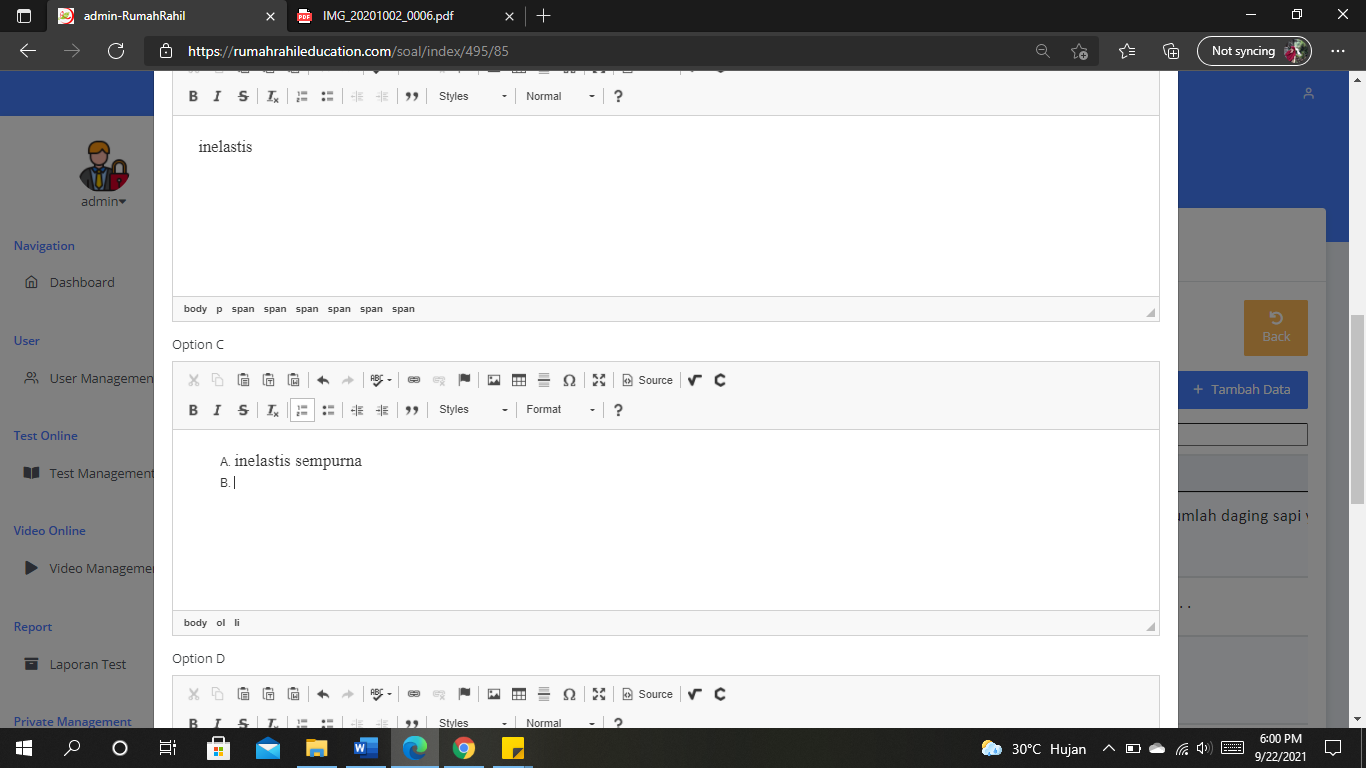 admin-RumahRahil
IMG_20201002_0006.pdf
https://rumahrahileducation.com/soal/index/495/85
Not syncing
B I S Tx Styles Normal ?
inelastis
body p span span span span span span
admin
Navigation
Dashboard
User
User Managemen
Test Online
Test Management
Video Online
Video Manageme
Report
Laporan Test
Private Management
Back
+ Tambah Data
umlah daging sapi
. .
Option C
ABC Ω Source C
B I S Tx Styles Format ?
A. inelastis sempurna
B.
body ol li
Option D
ABC Ω Source C
B I S Tx Styles Normal ?
30°C Hujan
6:00 PM
9/22/2021